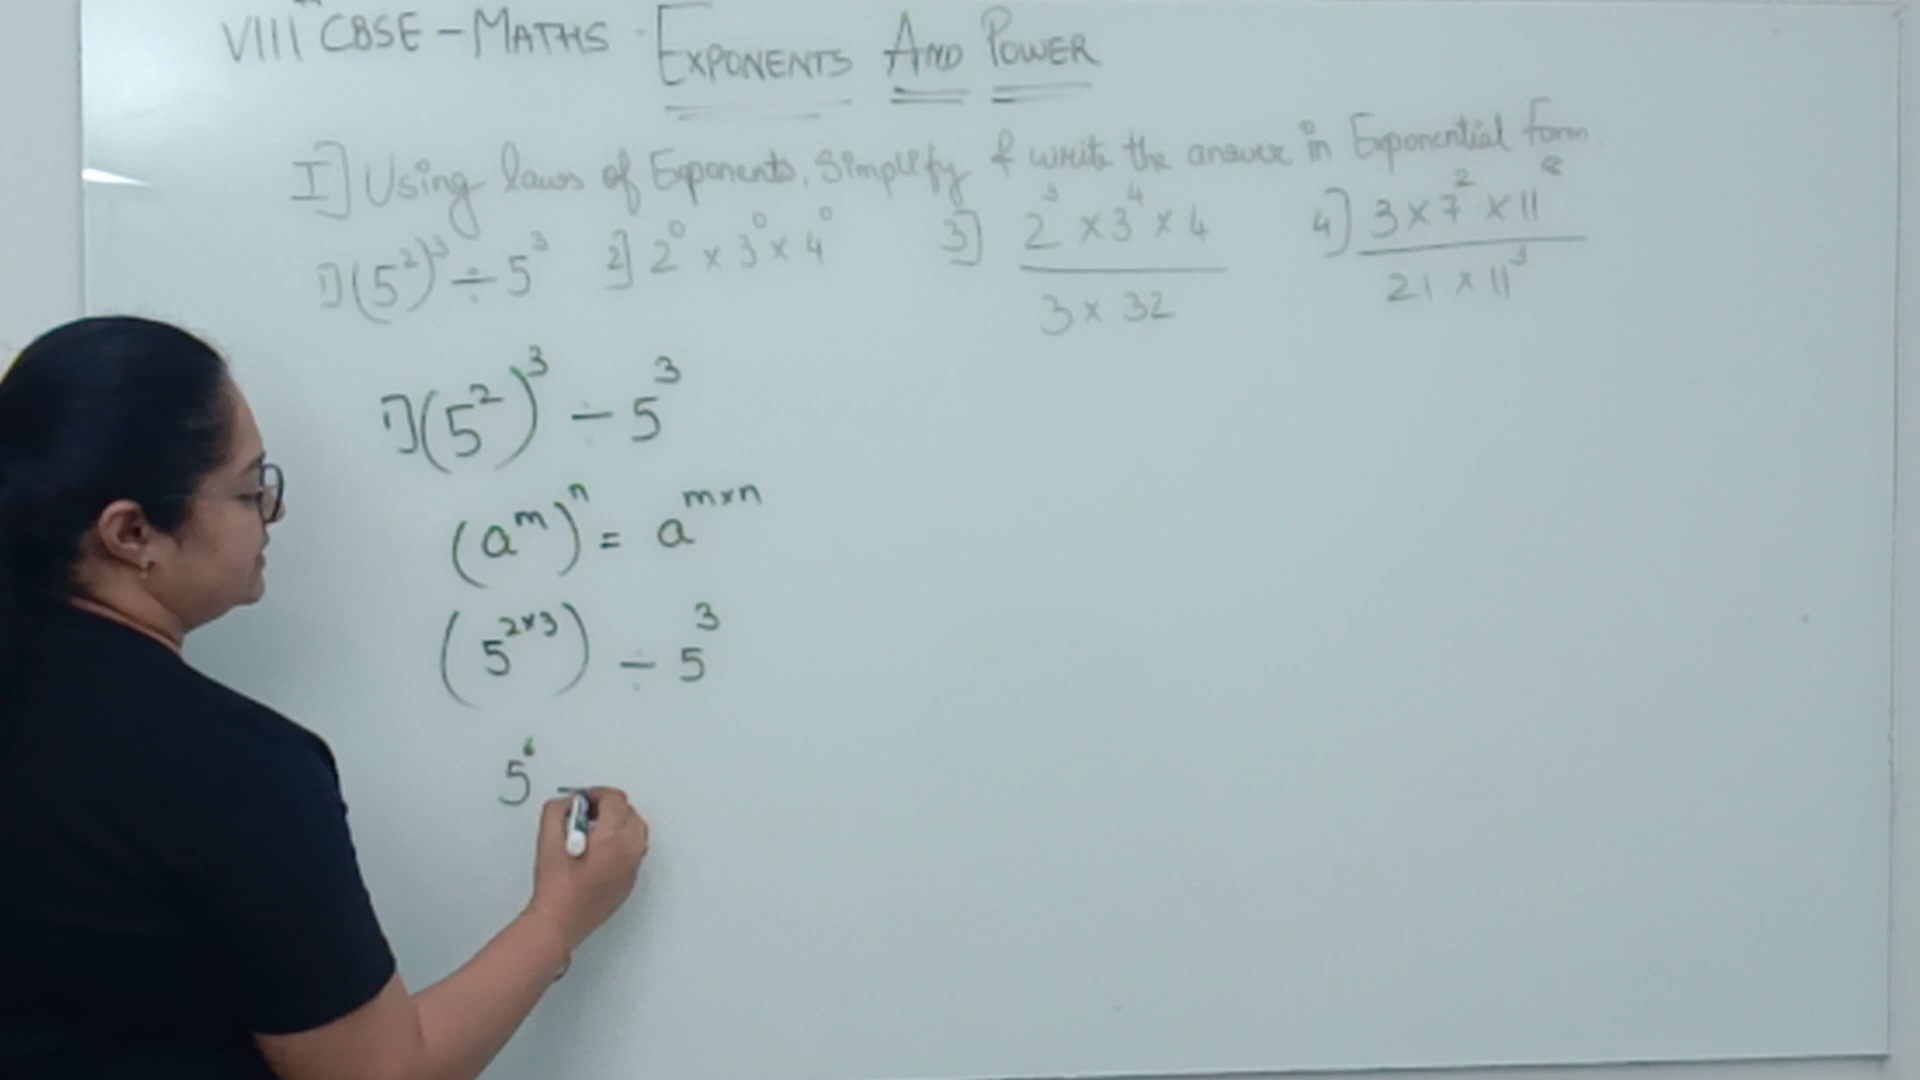 VIII CBSE - MATHS - EXPONENTS AND POWER
I] Using laws of Exponents, Simplify & write the answer in Exponential Form
1] (5²)³ ÷ 5³ 2] 2⁰ × 3⁰ × 4⁰ 3] 2³ × 3⁴ × 4 / 3 × 32 4] 3 × 7² × 11⁸ / 21 × 11³
1] (5²)³ ÷ 5³
(aᵐ)ⁿ = aᵐˣⁿ
(5²ˣ³) ÷ 5³
5⁶ –